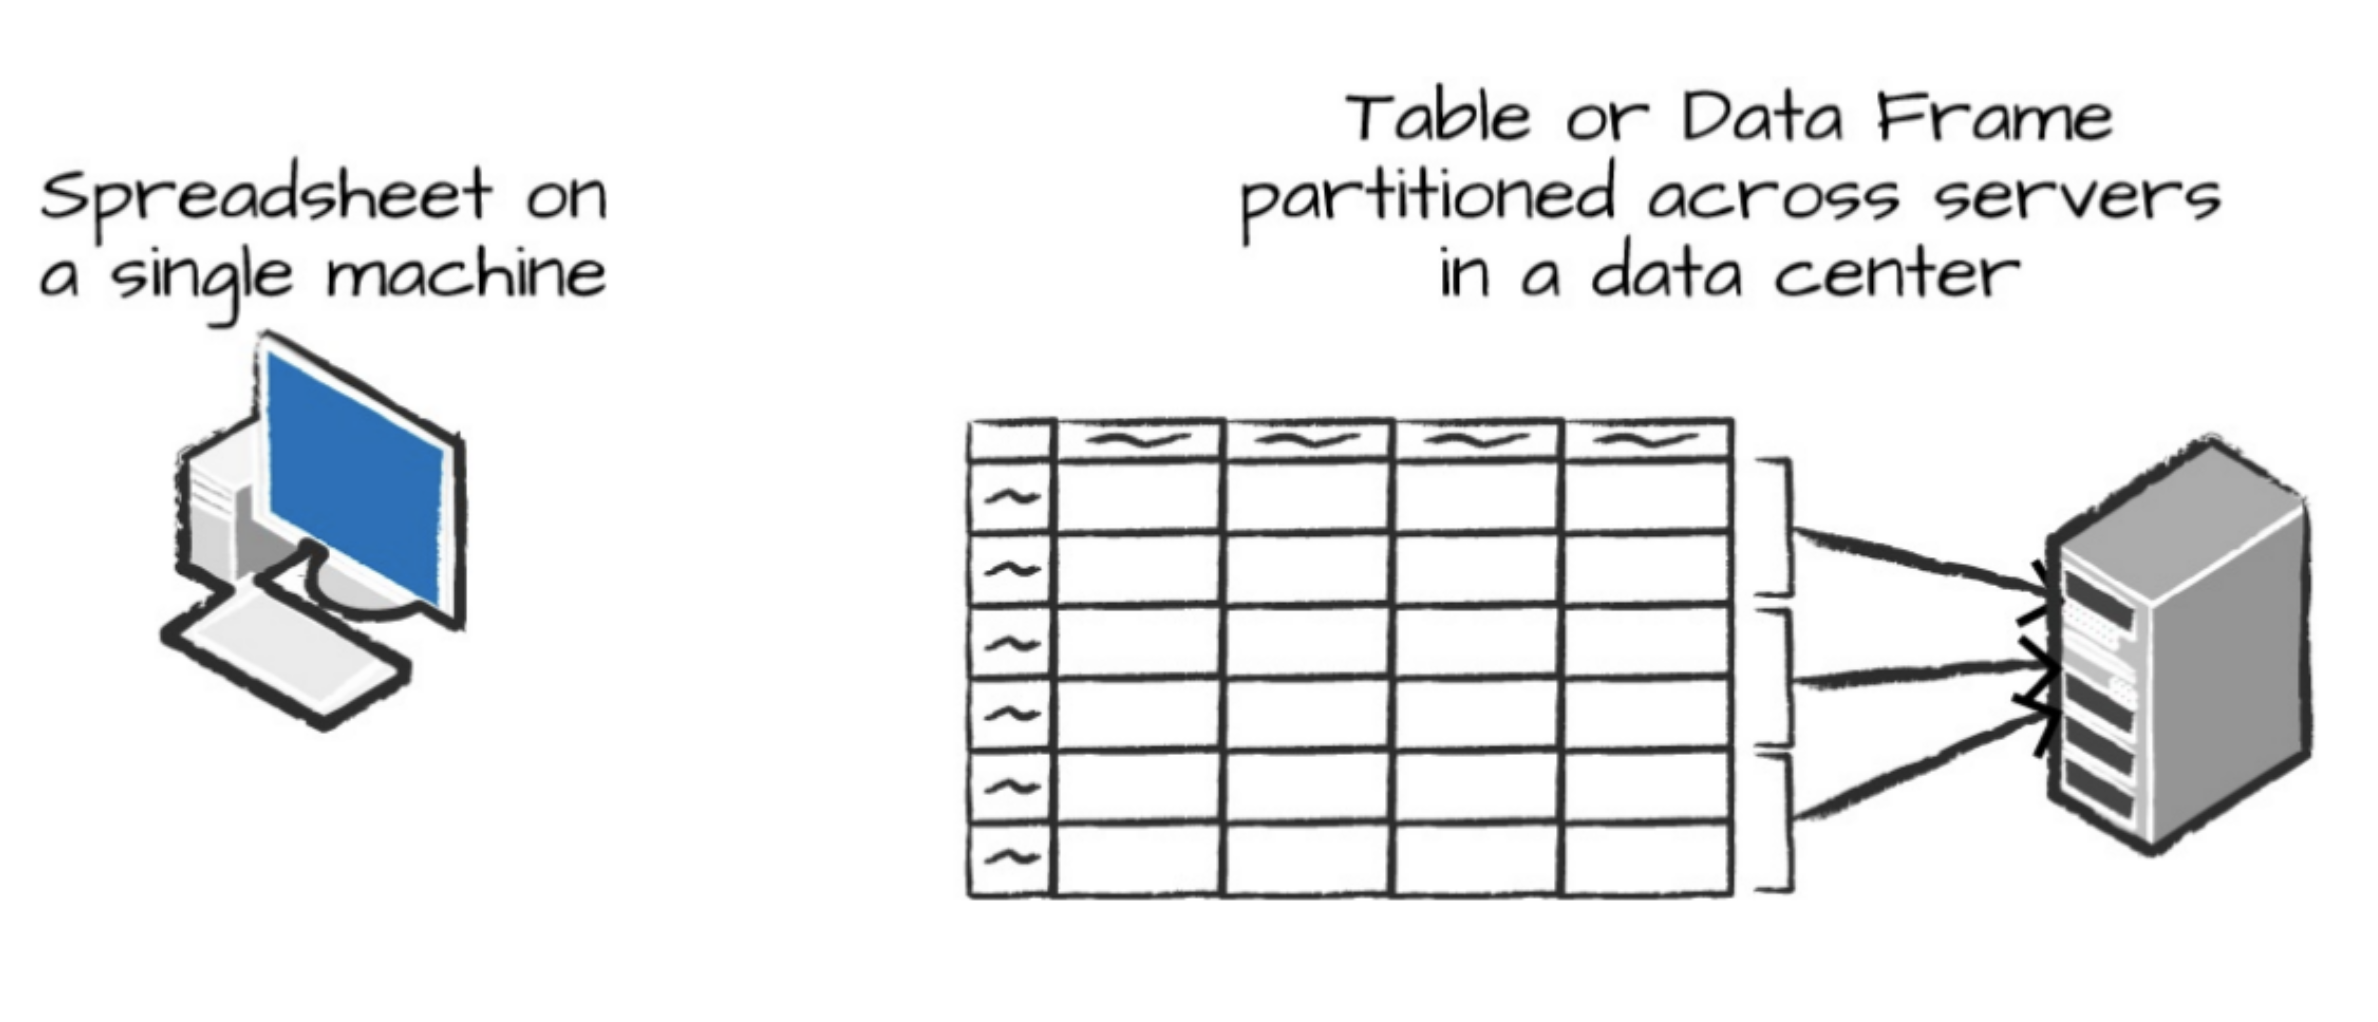 Spreadsheet on
a single machine
Table or Data Frame
partitioned across servers
in a data center